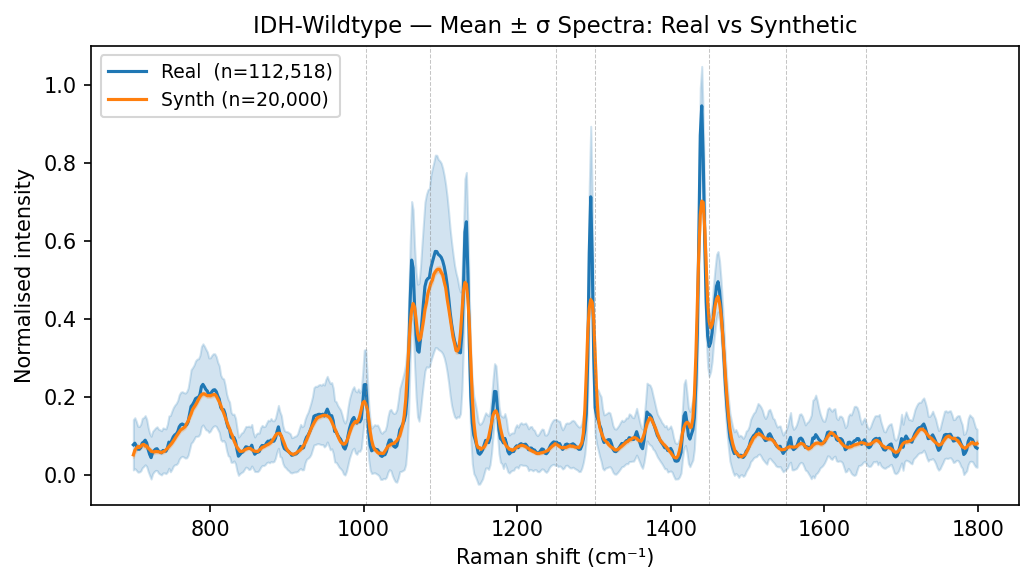 IDH-Wildtype — Mean ± σ Spectra: Real vs Synthetic
Real (n=112,518)
Synth (n=20,000)
Normalised intensity
1.0
0.8
0.6
0.4
0.2
0.0
800 1000 1200 1400 1600 1800
Raman shift (cm⁻¹)